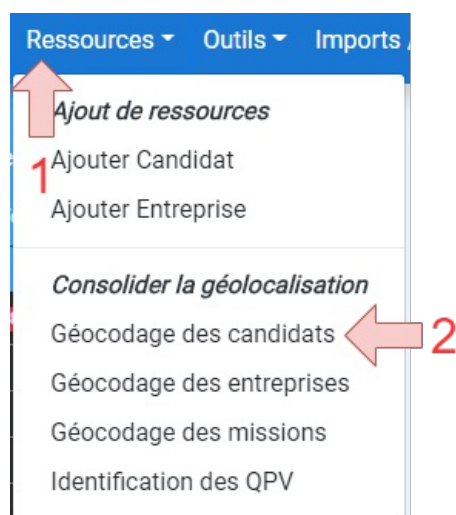 Ressources Outils Imports
1
Ajout de ressources
Ajouter Candidat
Ajouter Entreprise
Consolider la géolocalisation
Géocodage des candidats 2
Géocodage des entreprises
Géocodage des missions
Identification des QPV